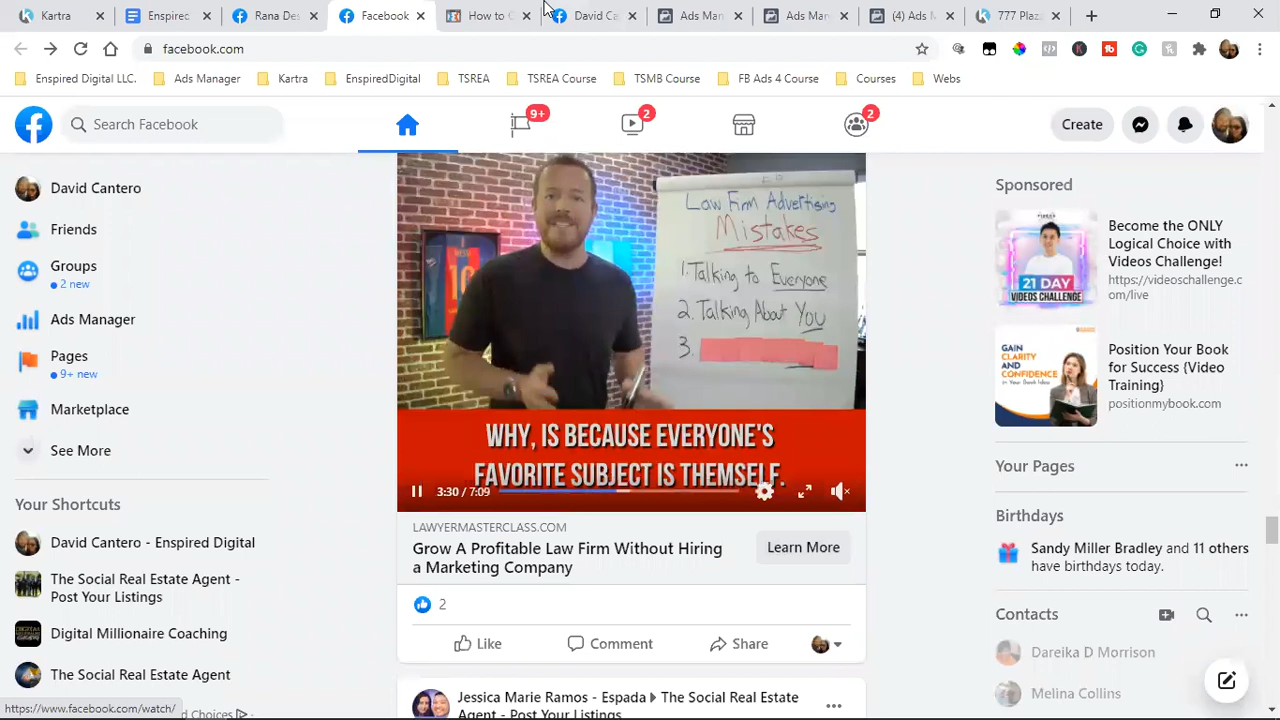 Kartra
Enspired
Rana Des
Facebook
How to C
David Ca
Ads Man
Ads Ma
(4) Ads M
777 Plaz
facebook.com
Enspired Digital LLC.
Ads Manager
Kartra
EnspiredDigital
TSREA
TSREA Course
TSMB Course
FB Ads 4 Course
Courses
Webs
Search Facebook
9+
2
2
Create
David Cantero
Friends
Groups
2 new
Ads Manager
Pages
9+ new
Marketplace
See More
Your Shortcuts
David Cantero - Enspired Digital
The Social Real Estate Agent -
Post Your Listings
Digital Millionaire Coaching
The Social Real Estate Agent
https://www.facebook.com/watch/
d Choices
Law Firm Advertising
Mistakes
1. Talking to Everyone
2. Talking About You
3.
WHY, IS BECAUSE EVERYONE'S
FAVORITE SUBJECT IS THEMSELF.
3:30 / 7:09
LAWYERMASTERCLASS.COM
Grow A Profitable Law Firm Without Hiring
a Marketing Company
Learn More
2
Like
Comment
Share
Jessica Marie Ramos - Espada
The Social Real Estate
Agent - Post Your Listings
Sponsored
21 DAY
VIDEOS CHALLENGE
Become the ONLY
Logical Choice with
Videos Challenge!
https://videoschallenge.c
om/live
GAIN
CLARITY
AND
CONFIDENCE
in Your Book Idea
Position Your Book
for Success {Video
Training}
positionmybook.com
Your Pages
Birthdays
Sandy Miller Bradley and 11 others
have birthdays today.
Contacts
Dareika D Morrison
Melina Collins